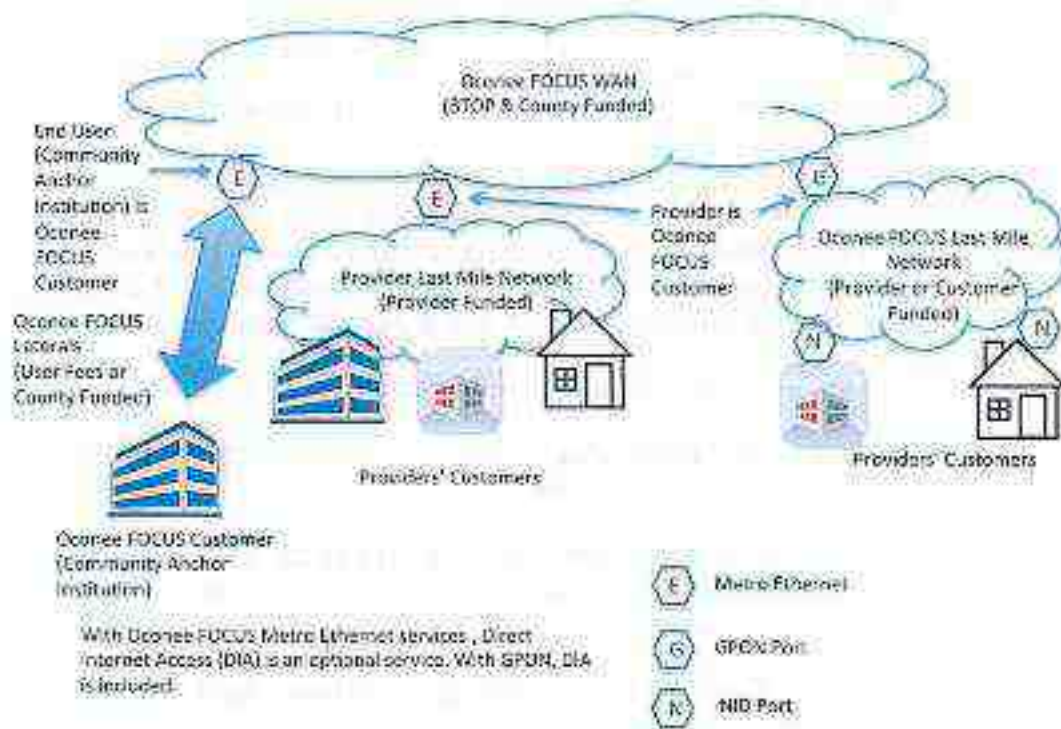 Oconee FOCUS WAN
(BTOP & County Funded)
End User
(Community
Anchor
Institution) is
Oconee
FOCUS
Customer
E
E
G
Provider is
Oconee
FOCUS
Customer
Provider Last Mile Network
(Provider Funded)
Oconee FOCUS Last Mile
Network
(Provider or Customer
Funded)
N
N
Oconee FOCUS
Laterals
(User Fees or
County Funded)
Providers' Customers
Providers' Customers
Oconee FOCUS Customer
(Community Anchor
Institution)
E Metro Ethernet
With Oconee FOCUS Metro Ethernet services , Direct
Internet Access (DIA) is an optional service. With GPON, DIA
is included.
G GPON Port
N NID Port